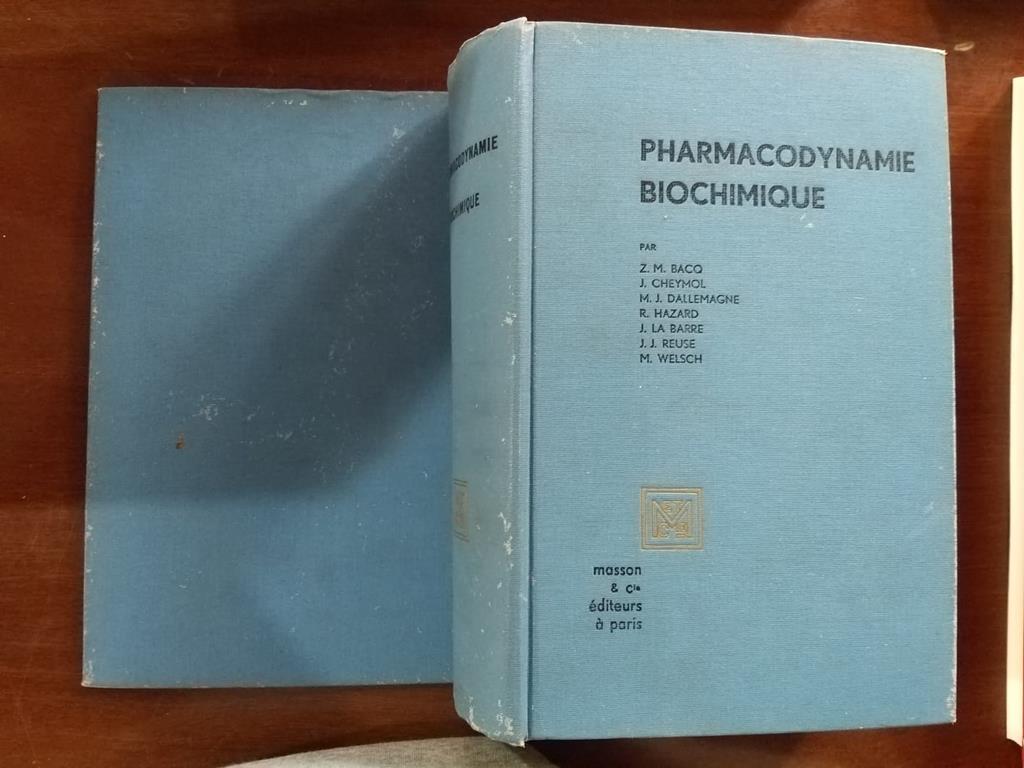 PHARMACODYNAMIE
BIOCHIMIQUE
PAR
Z. M. BACQ
J. CHEYMOL
M. J. DALLEMAGNE
R. HAZARD
J. LA BARRE
J. J. REUSE
M. WELSCH
M
masson
& Cie
éditeurs
à paris